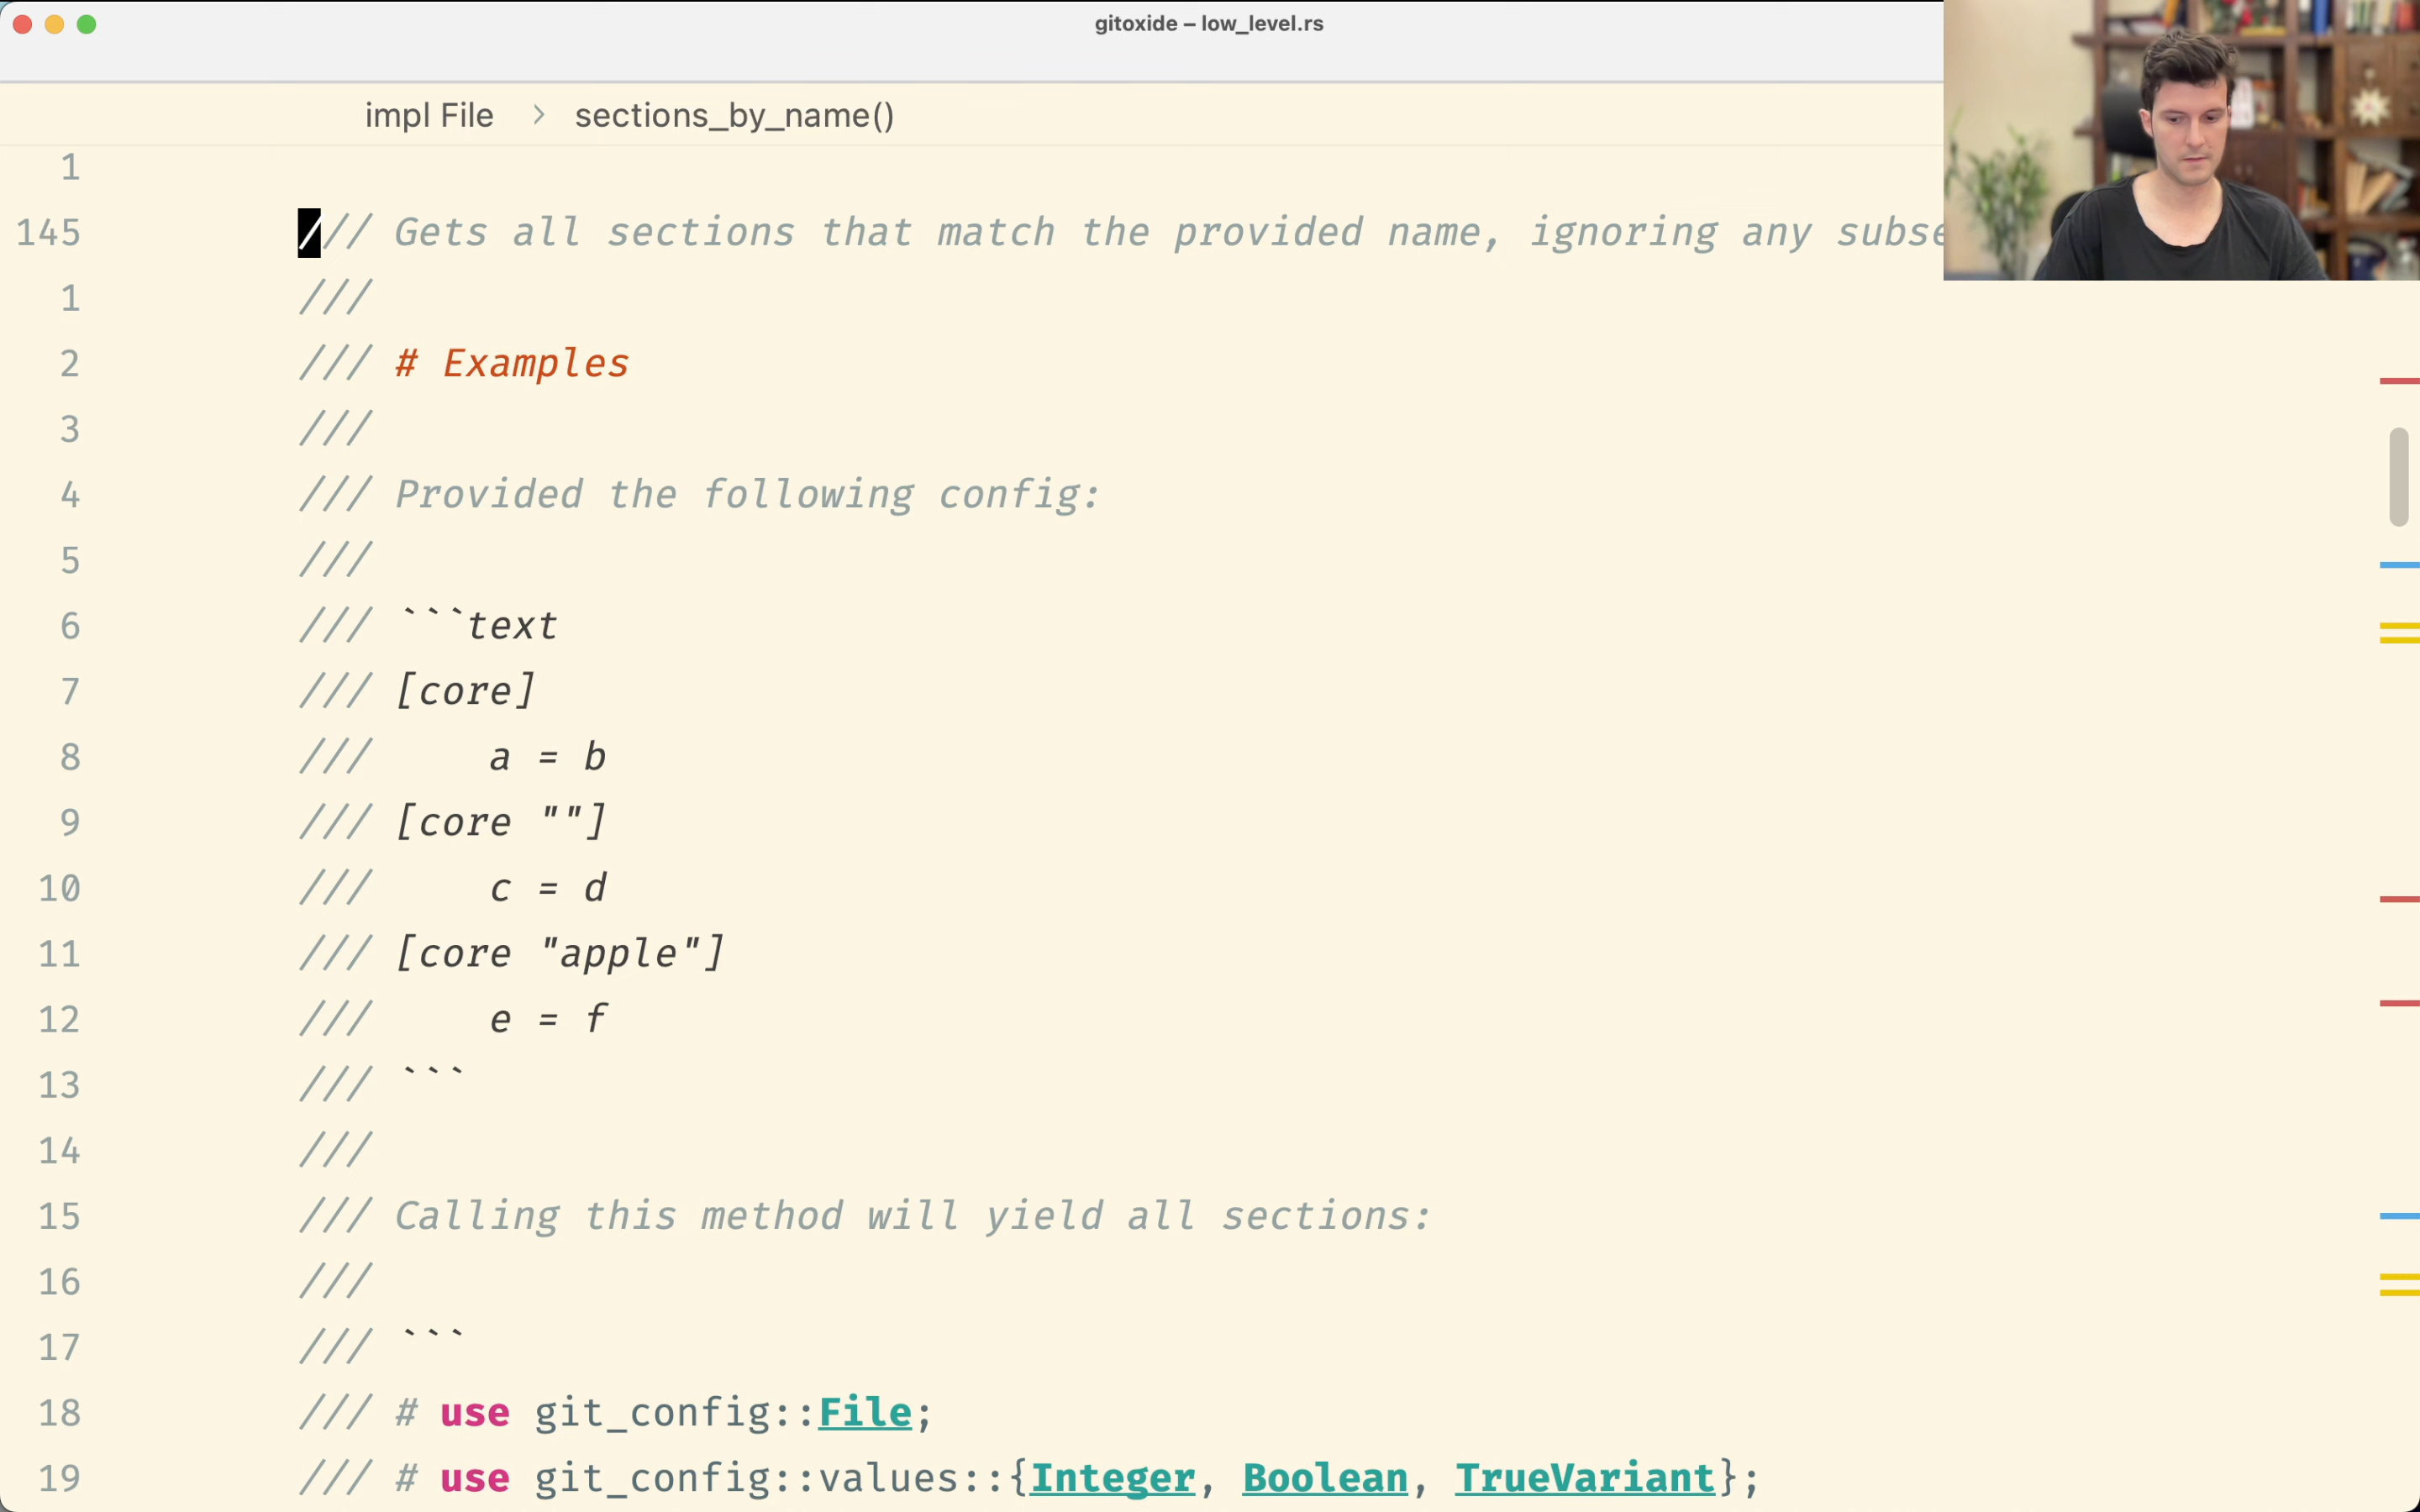 gitoxide – low_level.rs
impl File > sections_by_name()
1
145 /// Gets all sections that match the provided name, ignoring any
1 ///
2 /// # Examples
3 ///
4 /// Provided the following config:
5 ///
6 /// ```text
7 /// [core]
8 ///     a = b
9 /// [core ""]
10 ///     c = d
11 /// [core "apple"]
12 ///     e = f
13 /// ```
14 ///
15 /// Calling this method will yield all sections:
16 ///
17 /// ```
18 /// # use git_config::File;
19 /// # use git_config::values::{Integer, Boolean, TrueVariant};